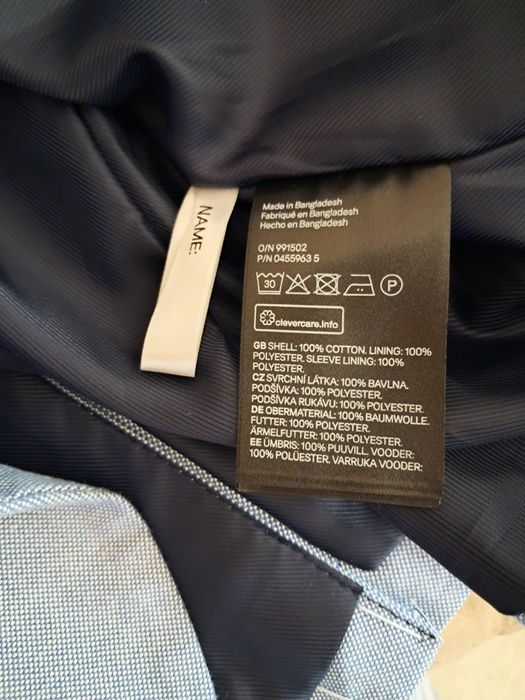 NAME:
Made in Bangladesh
Fabriqué en Bangladesh
Hecho en Bangladesh
O/N 991502
P/N 0455963 5
30
P
clevercare.info
GB SHELL: 100% COTTON. LINING: 100%
POLYESTER. SLEEVE LINING: 100%
POLYESTER.
CZ SVRCHNÍ LÁTKA: 100% BAVLNA.
PODŠÍVKA: 100% POLYESTER.
PODŠÍVKA RUKÁVU: 100% POLYESTER.
DE OBERMATERIAL: 100% BAUMWOLLE.
FUTTER: 100% POLYESTER.
ÄRMELFUTTER: 100% POLYESTER.
EE ÜMBRIS: 100% PUUVILL. VOODER:
100% POLÜESTER. VARRUKA VOODER: